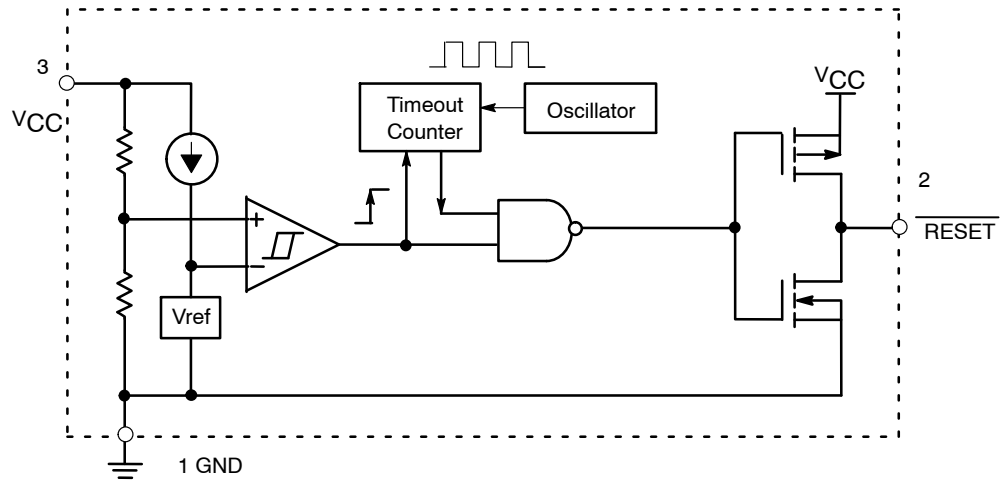 3
VCC
Timeout
Counter
Oscillator
VCC
2
RESET
+
−
Vref
1 GND